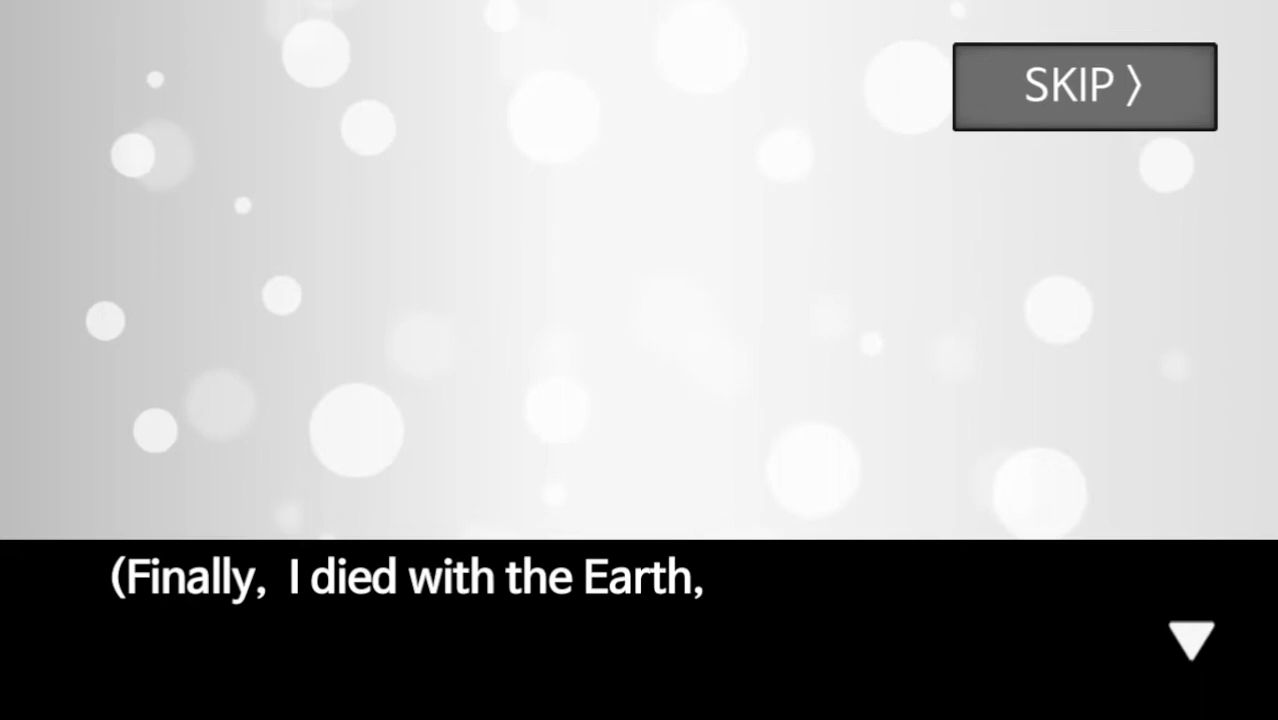 SKIP 〉
(Finally, I died with the Earth,